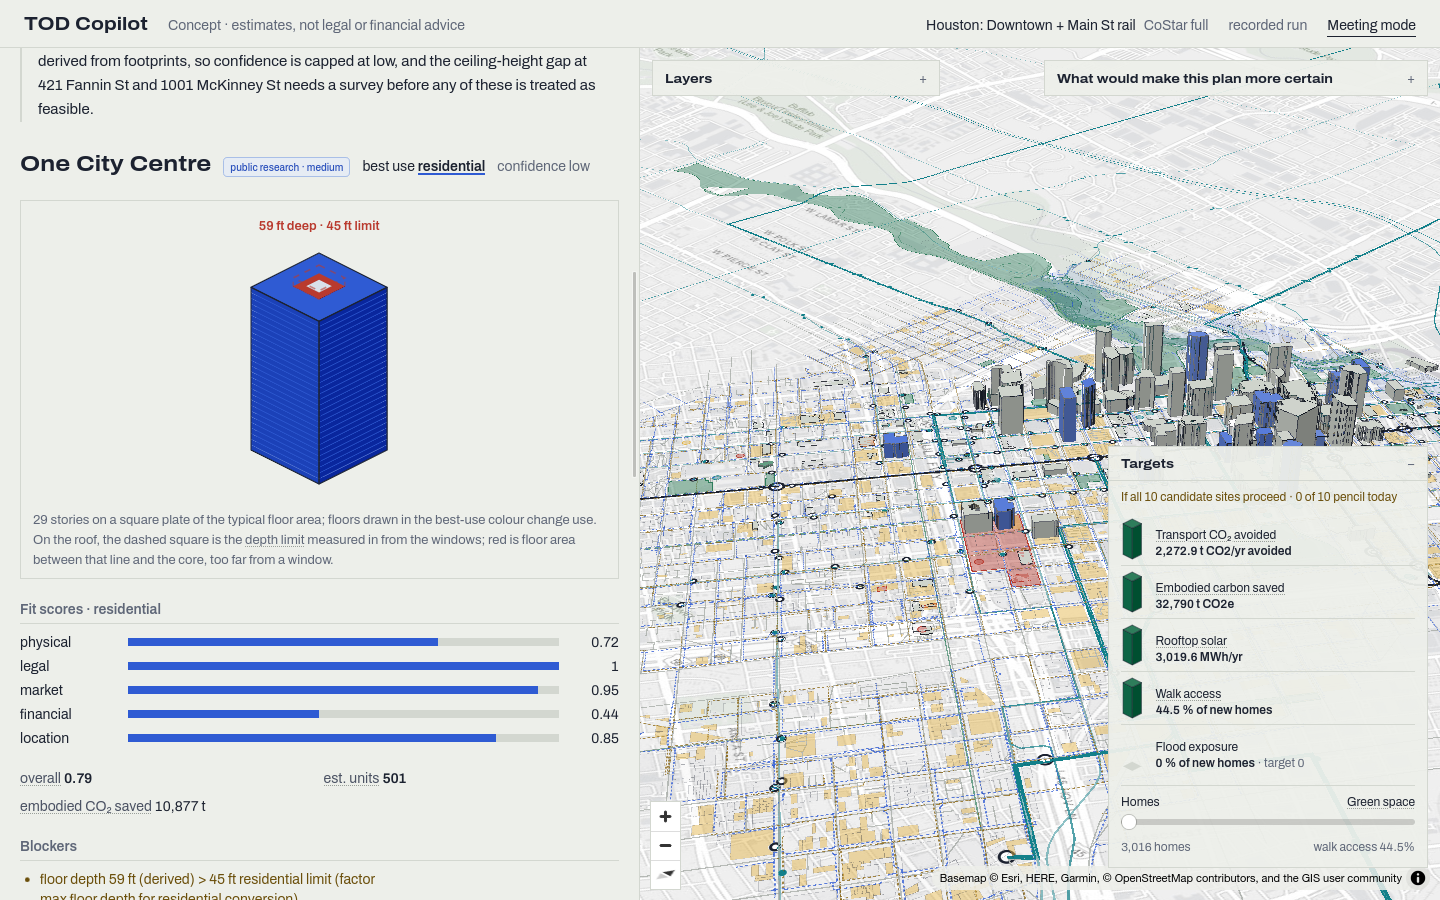 TOD Copilot
Concept · estimates, not legal or financial advice
Houston: Downtown + Main St rail CoStar full recorded run Meeting mode
derived from footprints, so confidence is capped at low, and the ceiling-height gap at
421 Fannin St and 1001 McKinney St needs a survey before any of these is treated as
feasible.
One City Centre
public research · medium
best use residential
confidence low
59 ft deep · 45 ft limit
29 stories on a square plate of the typical floor area; floors drawn in the best-use colour change use.
On the roof, the dashed square is the depth limit measured in from the windows; red is floor area
between that line and the core, too far from a window.
Fit scores · residential
physical 0.72
legal 1
market 0.95
financial 0.44
location 0.85
overall 0.79
est. units 501
embodied CO₂ saved 10,877 t
Blockers
• floor depth 59 ft (derived) > 45 ft residential limit (factor
max floor depth for residential conversion)
Layers +
What would make this plan more certain +
W LAMAR ST
W POLK ST
W CLAY ST
W PIERCE ST
Targets −
If all 10 candidate sites proceed · 0 of 10 pencil today
Transport CO₂ avoided
2,272.9 t CO2/yr avoided
Embodied carbon saved
32,790 t CO2e
Rooftop solar
3,019.6 MWh/yr
Walk access
44.5 % of new homes
Flood exposure
0 % of new homes · target 0
Homes
Green space
3,016 homes
walk access 44.5%
+
−
Basemap © Esri, HERE, Garmin, © OpenStreetMap contributors, and the GIS user community